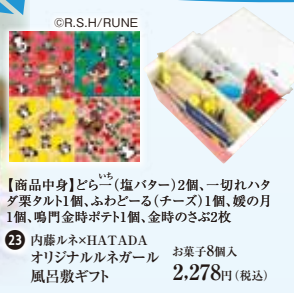 ©R.S.H/RUNE
【商品中身】どら一(塩バター)2個、一切れハタ
いち
ダ栗タルト1個、ふわどーる(チーズ)1個、媛の月
1個、鳴門金時ポテト1個、金時のさぶ2枚
23 内藤ルネ×HATADA
オリジナルルネガール
風呂敷ギフト
お菓子8個入
2,278円(税込)